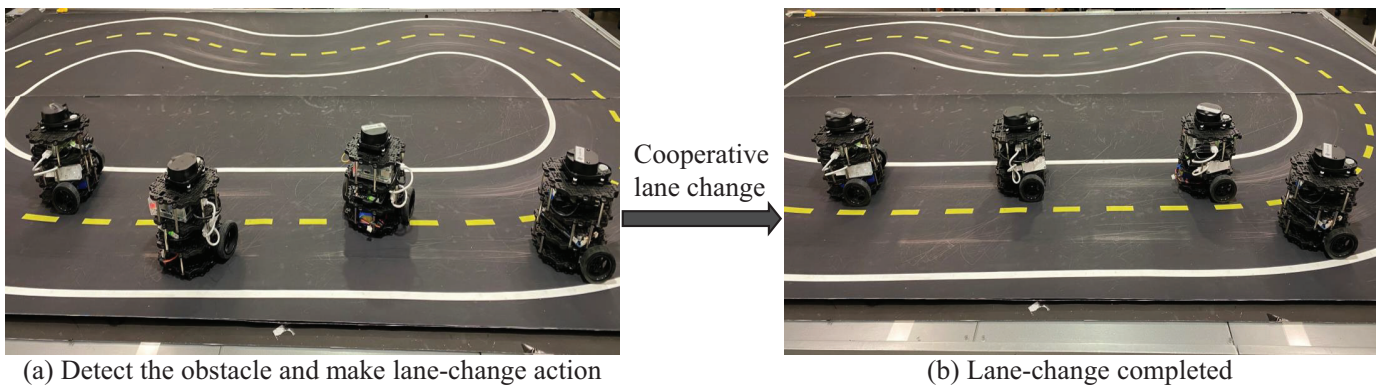 Cooperative
lane change
(a) Detect the obstacle and make lane-change action
(b) Lane-change completed